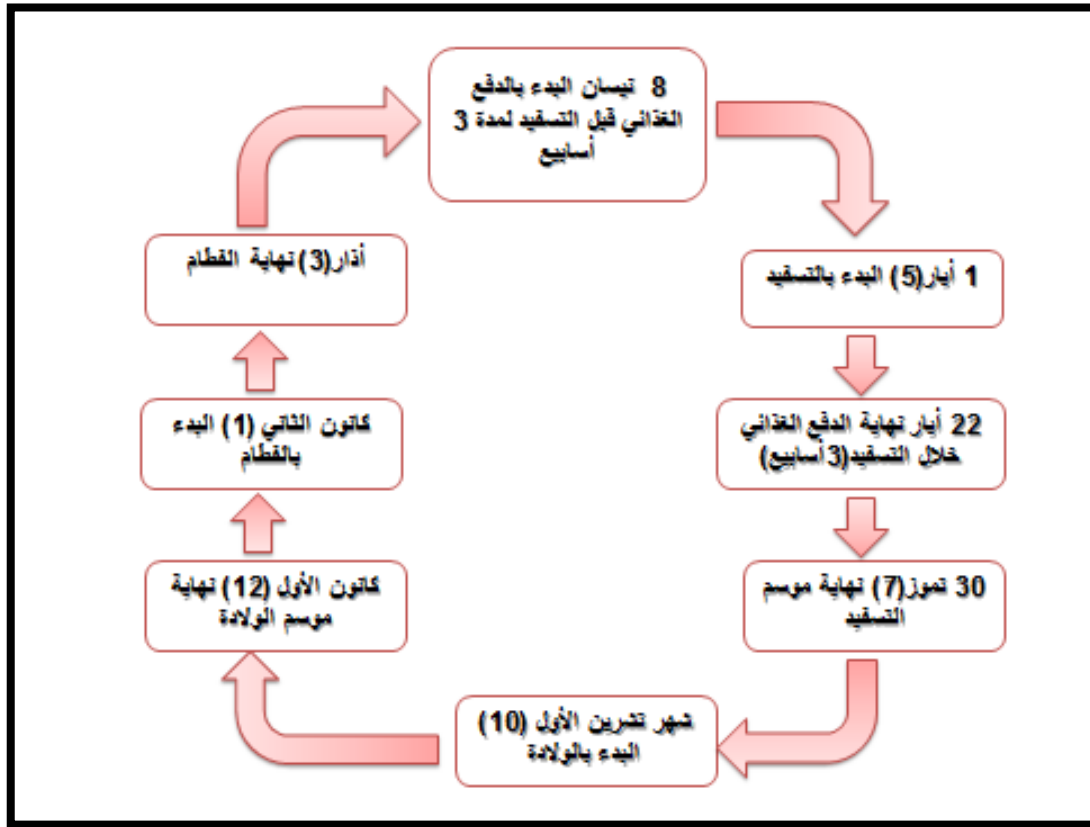 8 نيسان البدء بالدفع
الغذائي قبل التسفيد لمدة 3
أسابيع
1 أيار(5) البدء بالتسفيد
22 أيار نهاية الدفع الغذائي
خلال التسفيد(3أسابيع)
30 تموز(7) نهاية موسم
التسفيد
شهر تشرين الأول (10)
البدء بالولادة
كانون الأول (12) نهاية
موسم الولادة
كانون الثاني (1) البدء
بالفطام
أذار(3) نهاية الفطام